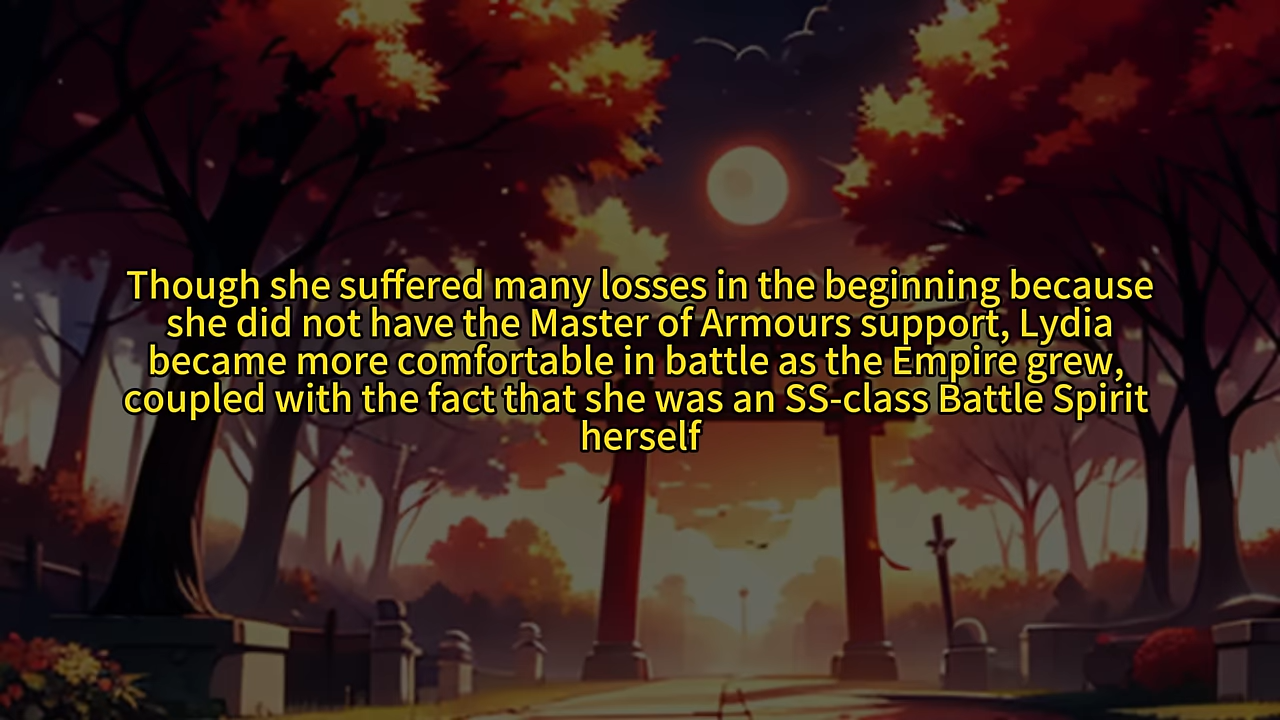 Though she suffered many losses in the beginning because
she did not have the Master of Armours support, Lydia
became more comfortable in battle as the Empire grew,
coupled with the fact that she was an SS-class Battle Spirit
herself